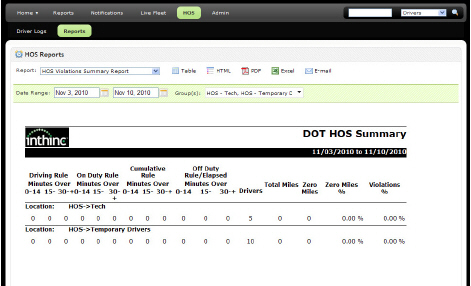 Home Reports Notifications Live Fleet HOS Admin Drivers
Driver Logs Reports
HOS Reports
Report: HOS Violations Summary Report Table HTML PDF Excel E-mail
Date Range: Nov 3, 2010 Nov 10, 2010 Group(s): HOS - Tech, HOS - Temporary D
inthinc DOT HOS Summary
11/03/2010 to 11/10/2010
Driving Rule On Duty Rule Cumulative Rule Off Duty Rule/Elapsed
Minutes Over Minutes Over Minutes Over Minutes Over Total Miles Zero Miles Zero Miles % Violations %
0-14 15- 30-+ 0-14 15- 30-+ 0-14 15- 30-+ 0-14 15- 30-+ Drivers
Location: HOS->Tech
0 0 0 0 0 0 0 0 0 0 0 0 5 0 0 0.00 % 0.00 %
Location: HOS->Temporary Drivers
0 0 0 0 0 0 0 0 0 0 0 0 10 0 0 0.00 % 0.00 %